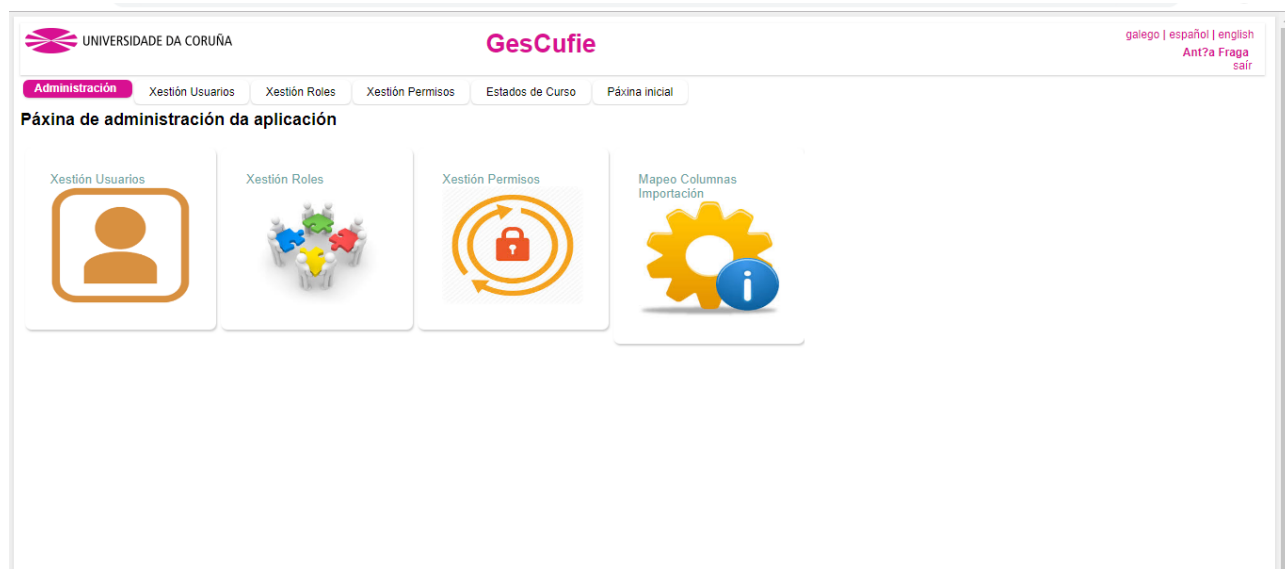 UNIVERSIDADE DA CORUÑA
GesCufie
galego | español | english
Ant?a Fraga
saír
Administración
Xestión Usuarios
Xestión Roles
Xestión Permisos
Estados de Curso
Páxina inicial
Páxina de administración da aplicación
Xestión Usuarios
Xestión Roles
Xestión Permisos
Mapeo Columnas
Importación
i